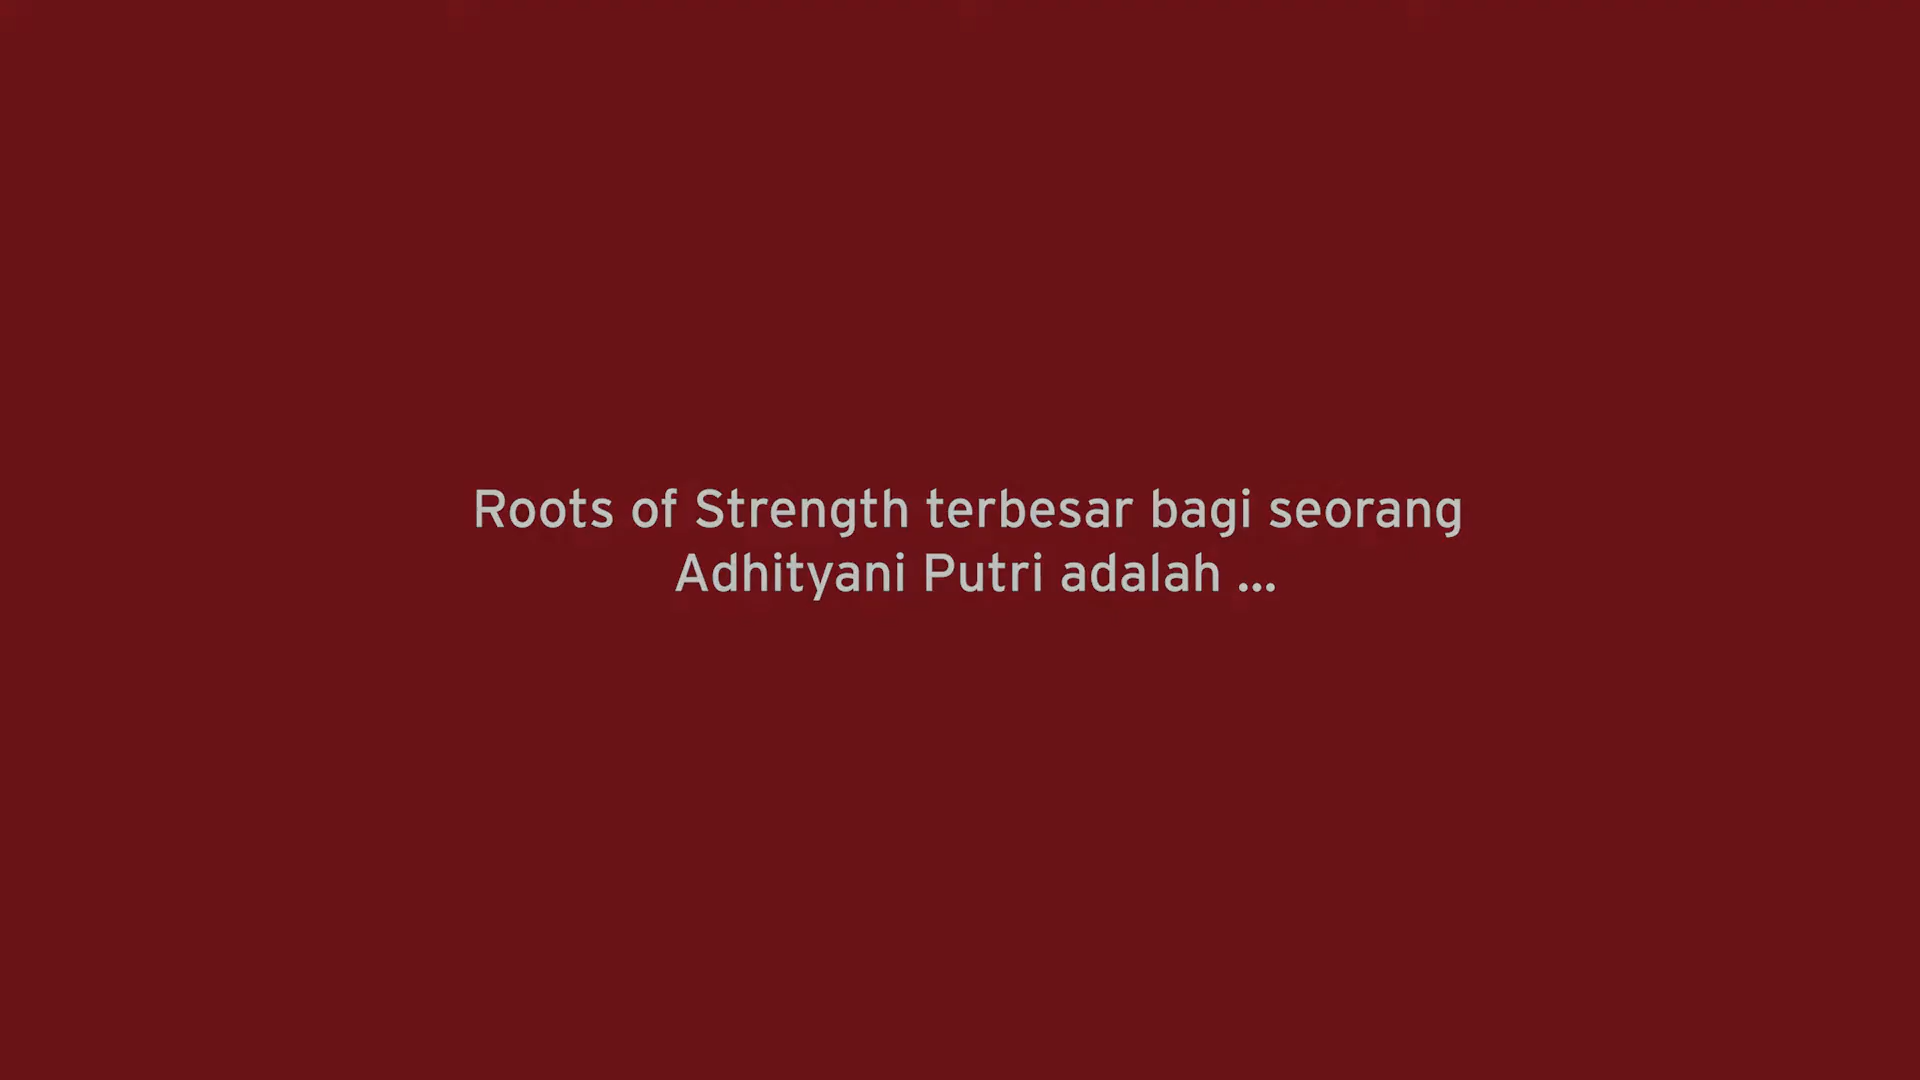 Roots of Strength terbesar bagi seorang
Adhityani Putri adalah ...